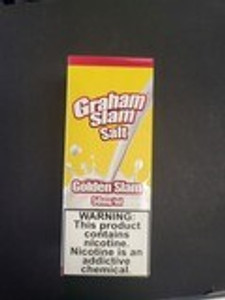 Graham
Slam
Salt
Golden Slam
WARNING:
This product
contains
nicotine.
Nicotine is an
addictive
chemical.